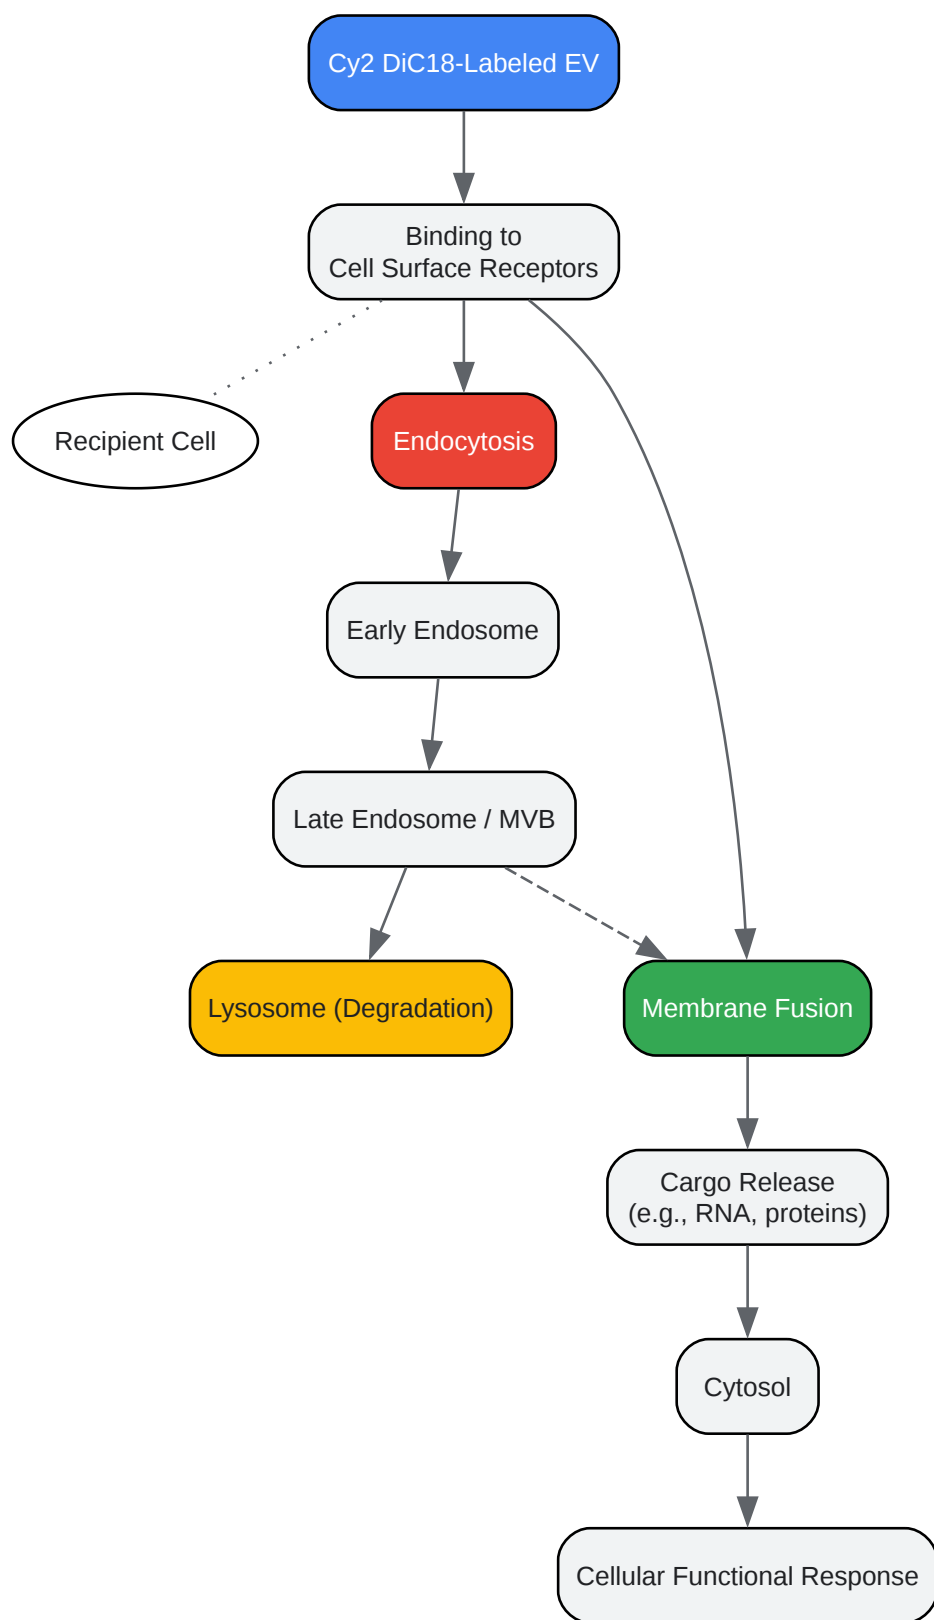 Cy2 DiC18-Labeled EV
Binding to
Cell Surface Receptors
Recipient Cell
Endocytosis
Early Endosome
Late Endosome / MVB
Lysosome (Degradation)
Membrane Fusion
Cargo Release
(e.g., RNA, proteins)
Cytosol
Cellular Functional Response